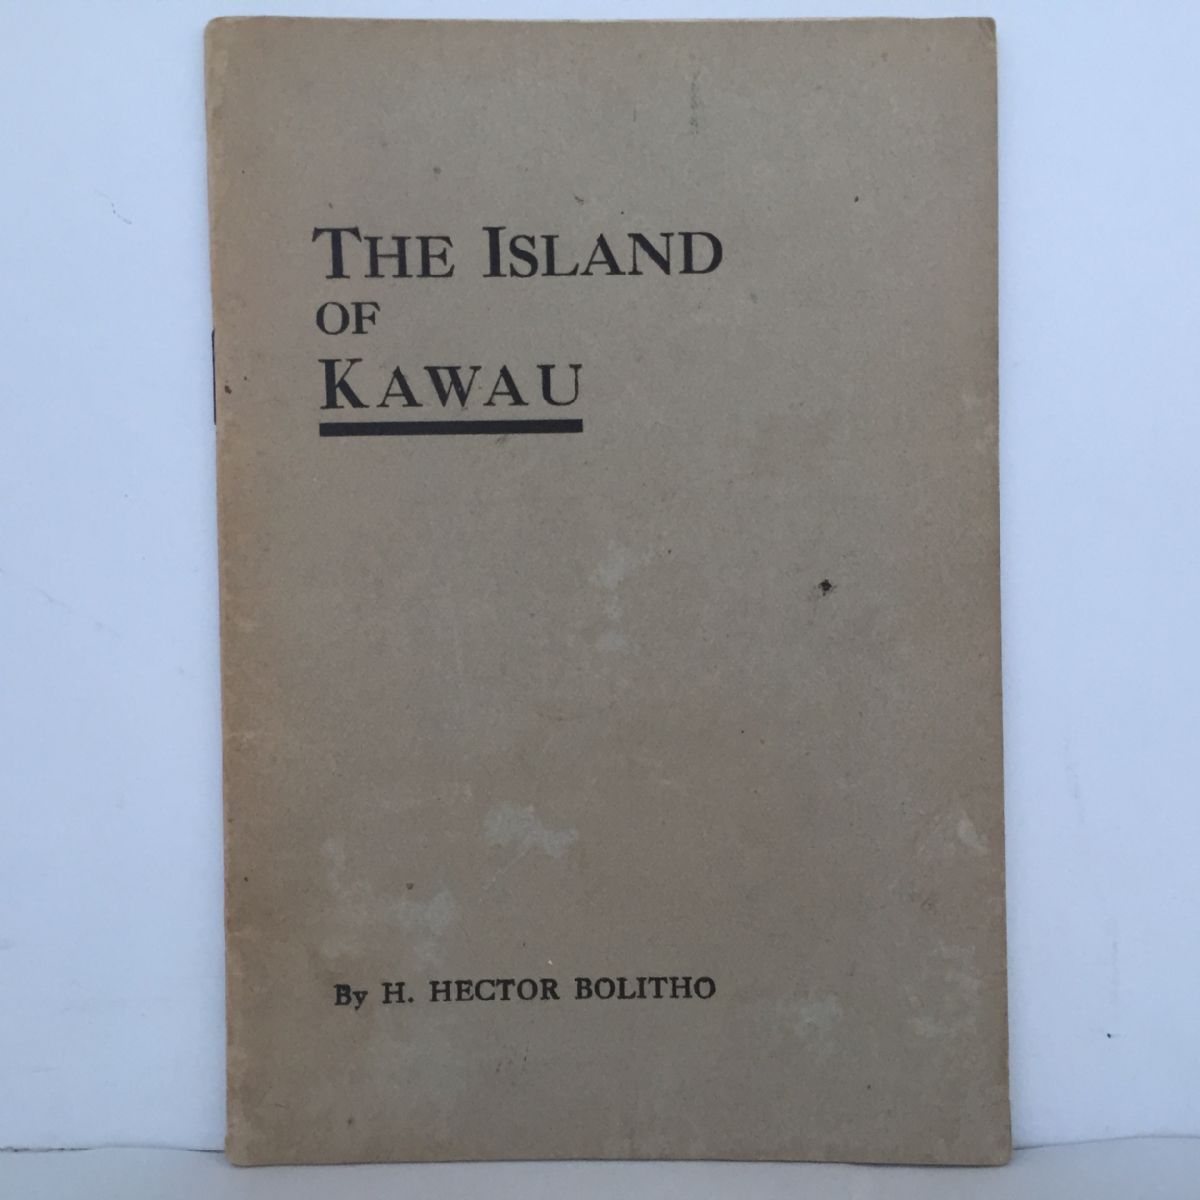 THE ISLAND
OF
KAWAU
By H. HECTOR BOLITHO